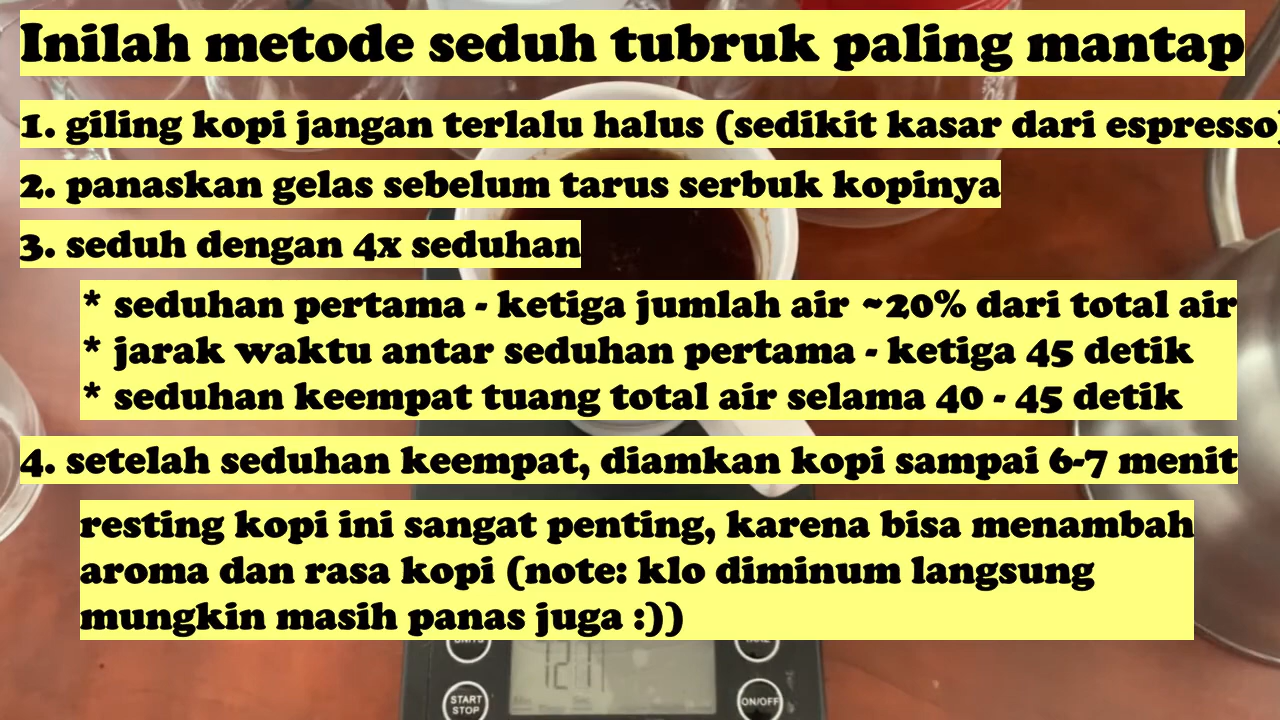 Inilah metode seduh tubruk paling mantap
1. giling kopi jangan terlalu halus (sedikit kasar dari espresso)
2. panaskan gelas sebelum tarus serbuk kopinya
3. seduh dengan 4x seduhan
* seduhan pertama - ketiga jumlah air ~20% dari total air
* jarak waktu antar seduhan pertama - ketiga 45 detik
* seduhan keempat tuang total air selama 40 - 45 detik
4. setelah seduhan keempat, diamkan kopi sampai 6-7 menit
resting kopi ini sangat penting, karena bisa menambah
aroma dan rasa kopi (note: klo diminum langsung
mungkin masih panas juga :))
START
STOP
ON/OFF